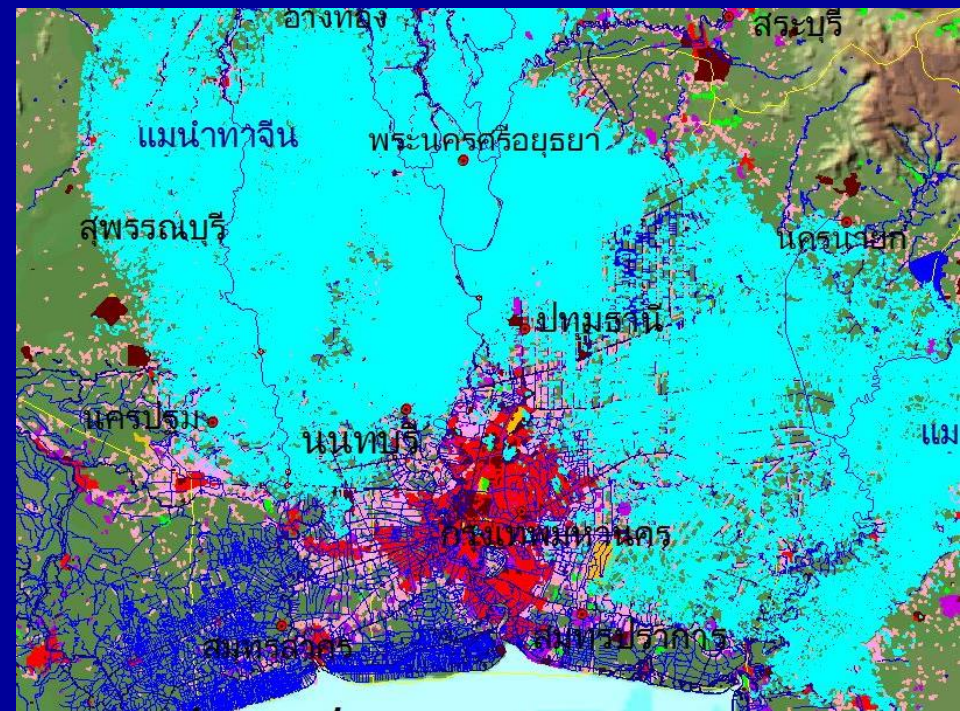 อ่างทอง
สระบุรี
แมนำทาจีน
พระนครศรีอยุธยา
สุพรรณบุรี
นครนายก
ปทุมธานี
นครปฐม
นนทบุรี
แม
กรุงเทพมหานคร
สมุทรสาคร
สมุทรปราการ